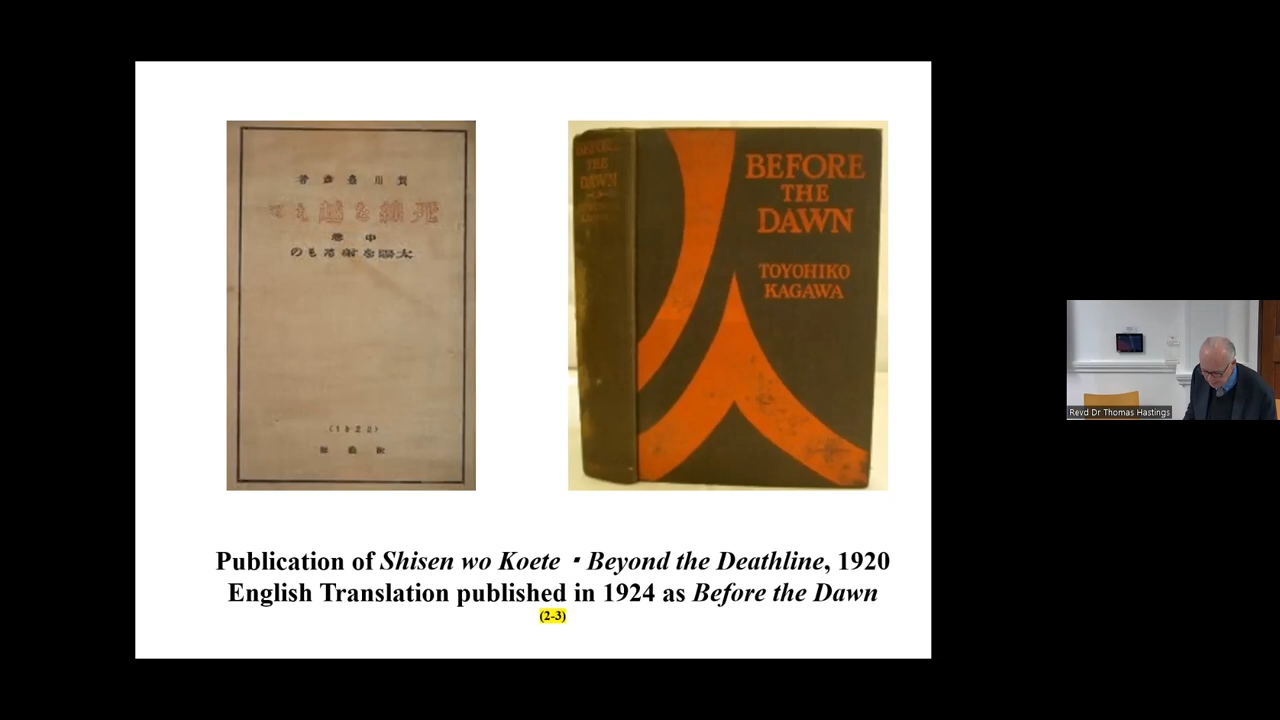 賀川豊彦著
死線を越えて
中巻
太陽を射るもの
(1922)
改造社
BEFORE
THE
DAWN
BEFORE
THE
DAWN
TOYOHIKO
KAGAWA
Publication of Shisen wo Koete・Beyond the Deathline, 1920
English Translation published in 1924 as Before the Dawn
(2-3)
Revd Dr Thomas Hastings